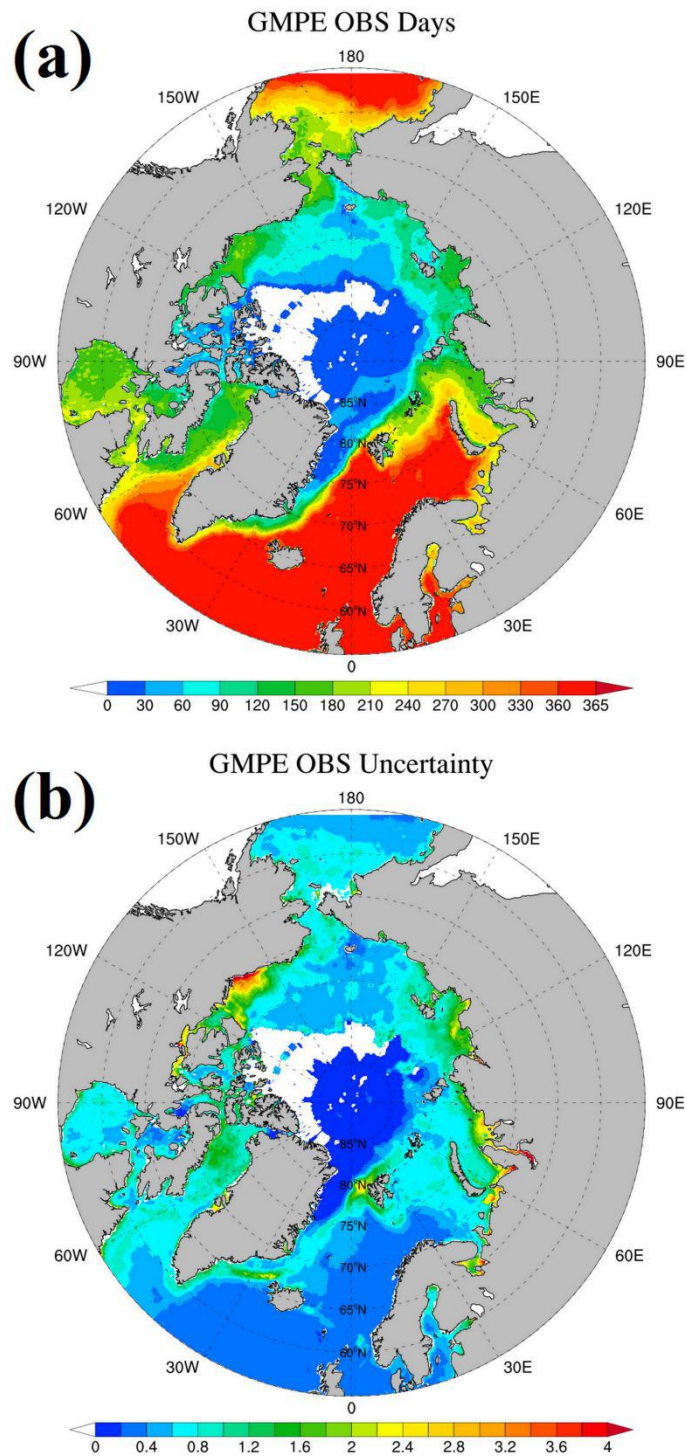 GMPE OBS Days
(a)
180
150W
150E
120W
120E
90W
90E
85°N
80°N
75°N
70°N
65°N
60°N
60W
60E
30W
30E
0
0 30 60 90 120 150 180 210 240 270 300 330 360 365
GMPE OBS Uncertainty
(b)
180
150W
150E
120W
120E
90W
90E
85°N
80°N
75°N
70°N
65°N
60°N
60W
60E
30W
30E
0
0 0.4 0.8 1.2 1.6 2 2.4 2.8 3.2 3.6 4